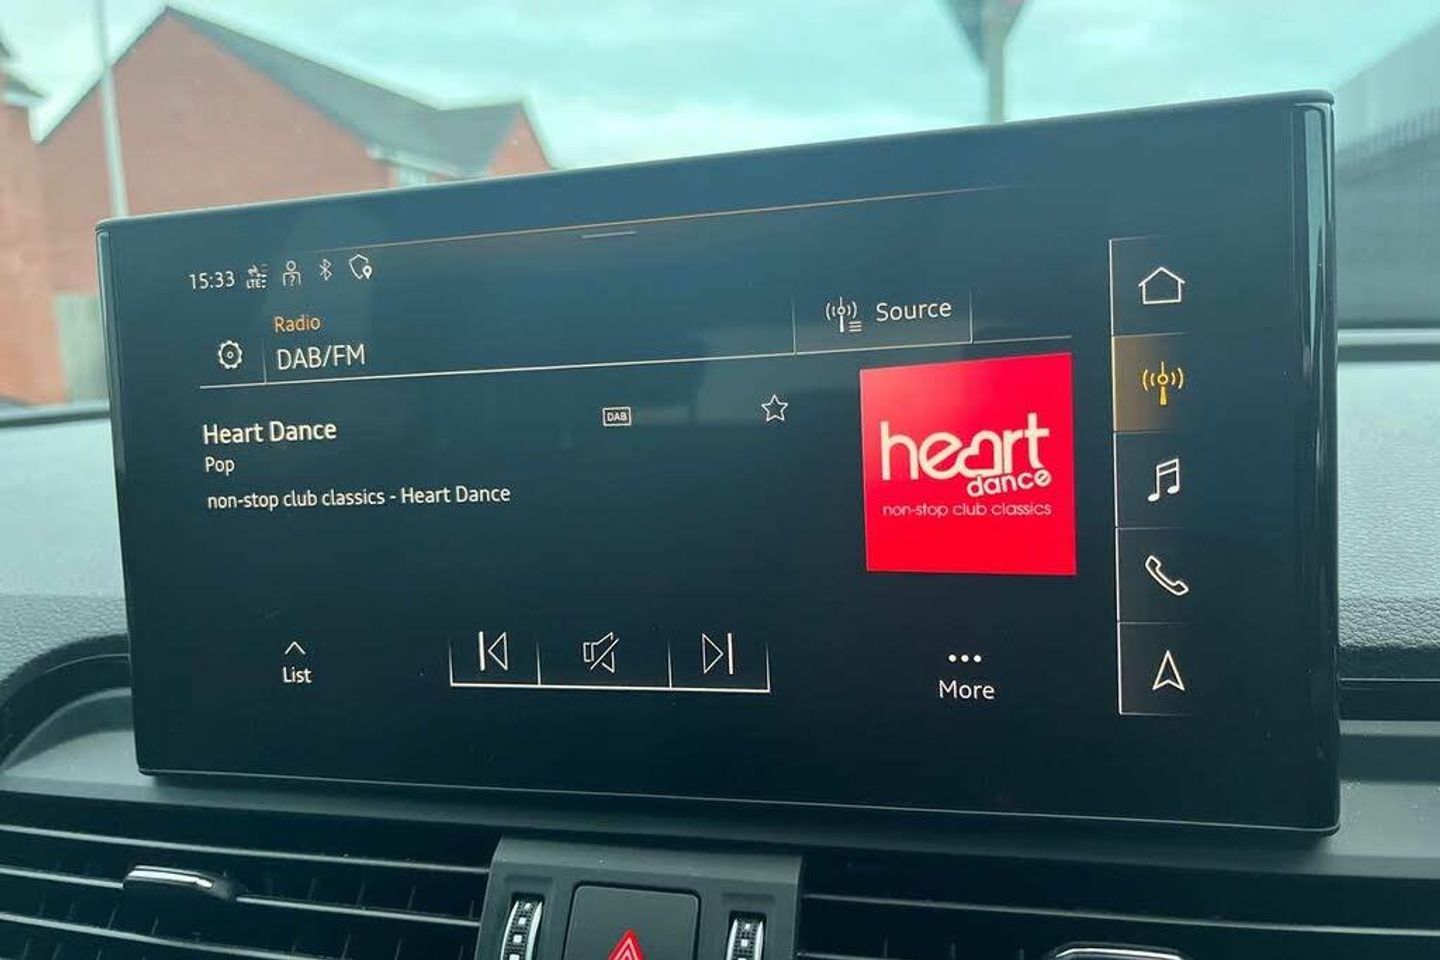 15:33 LTE
Radio
DAB/FM
Source
Heart Dance
DAB
Pop
non-stop club classics - Heart Dance
heart
dance
non-stop club classics
List
More